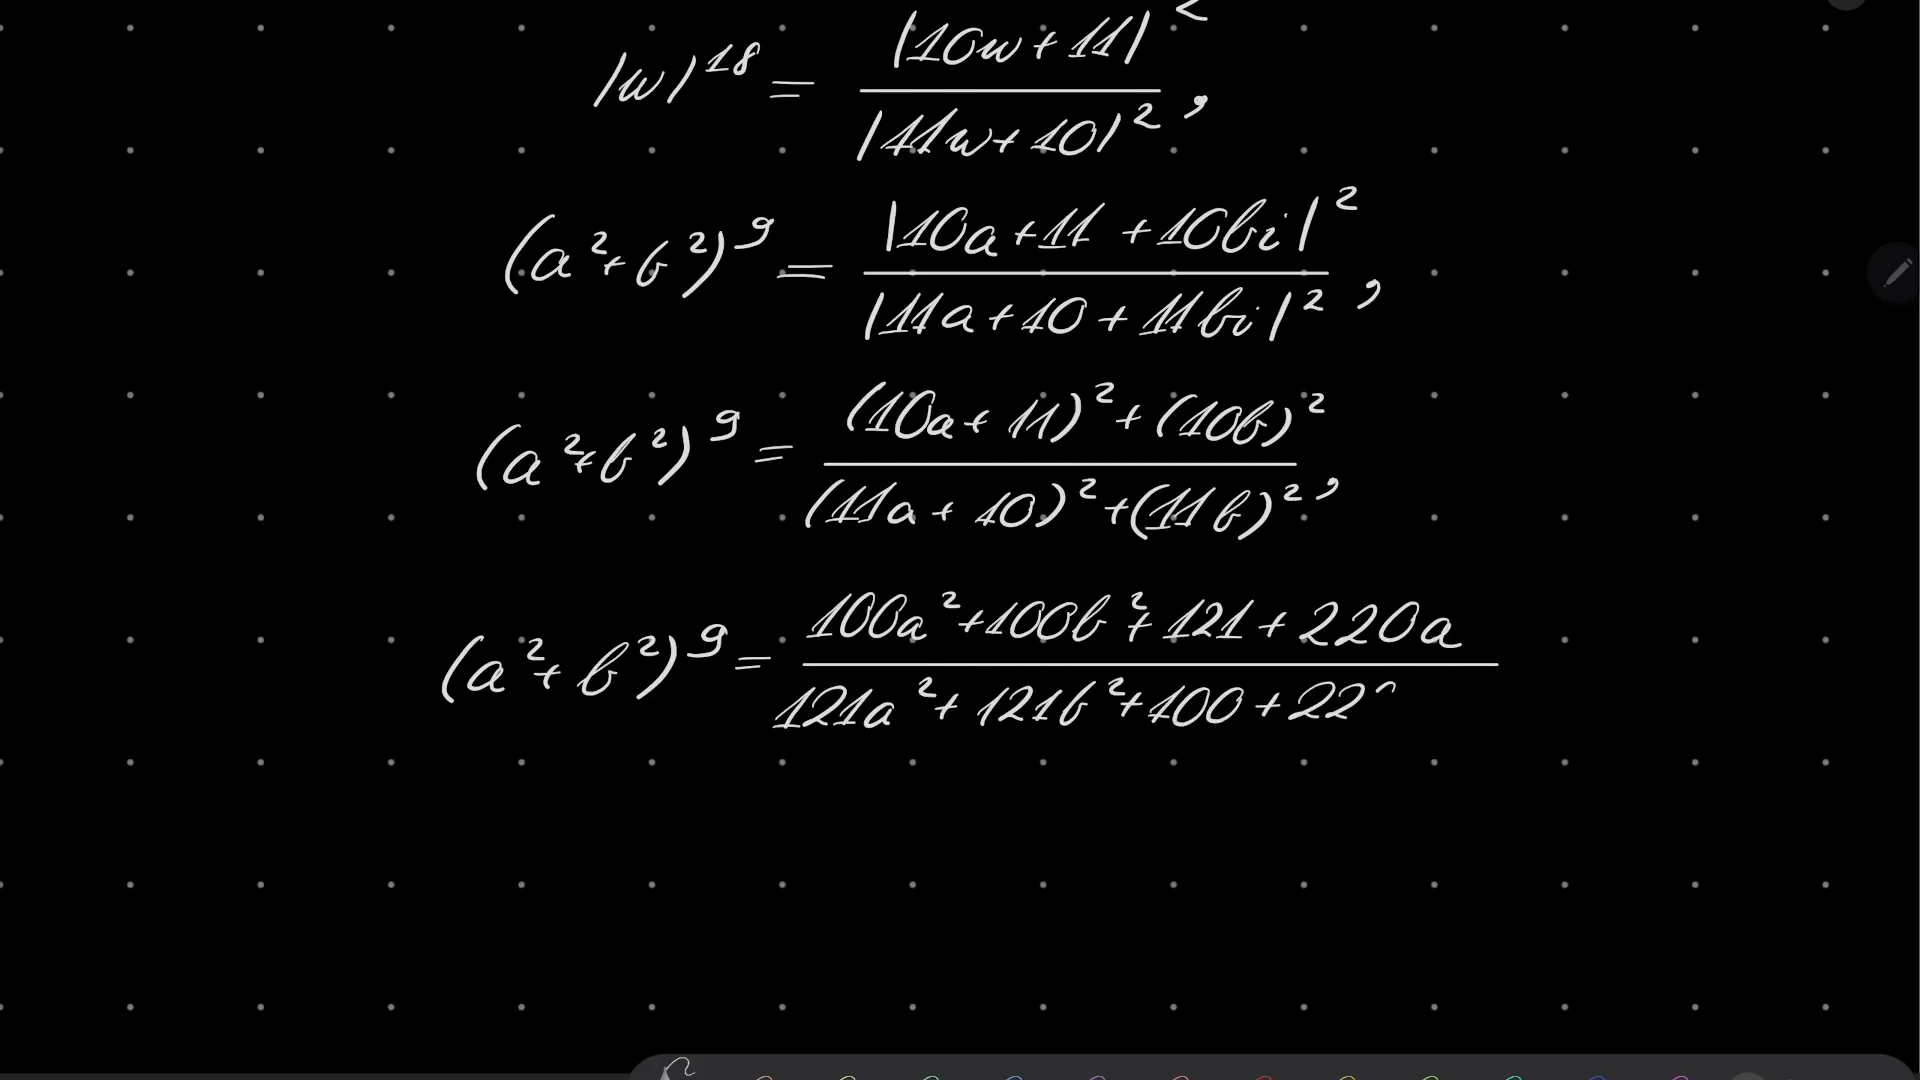 |w|^18 = |10w + 11|^2 / |11w + 10|^2,
(a^2 + b^2)^9 = |10a + 11 + 10bi|^2 / |11a + 10 + 11bi|^2,
(a^2 + b^2)^9 = (10a + 11)^2 + (10b)^2 / (11a + 10)^2 + (11b)^2,
(a^2 + b^2)^9 = 100a^2 + 100b^2 + 121 + 220a / 121a^2 + 121b^2 + 100 + 22